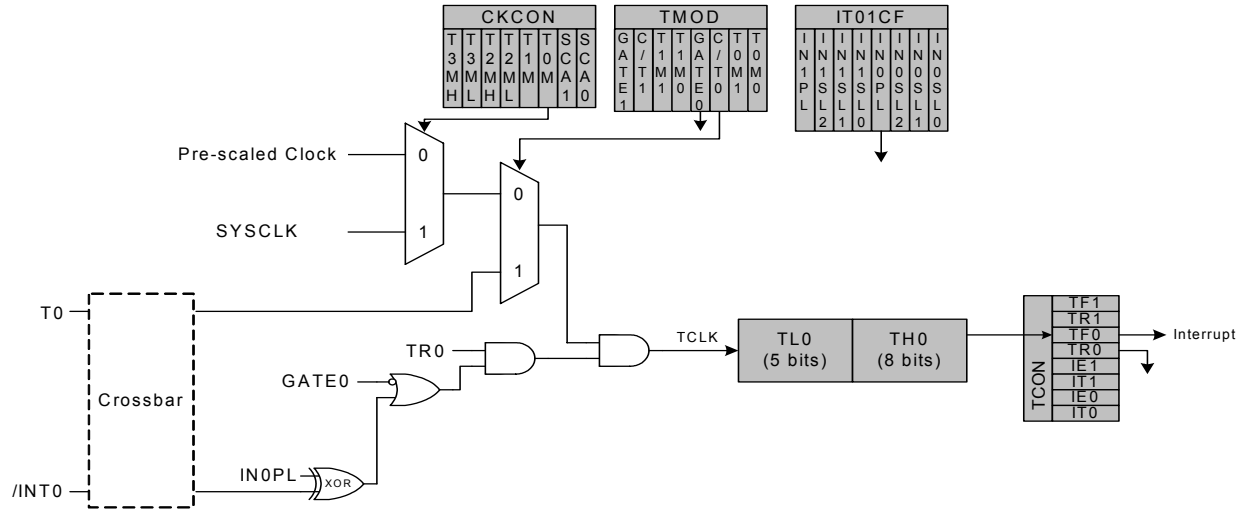 CKCON
T3MH T3ML T2MH T2ML T1M T0M SCA1 SCA0
TMOD
GATE1 C/T1 T1M1 T1M0 GATE0 C/T0 T0M1 T0M0
IT01CF
IN1PL IN1SL2 IN1SL1 IN1SL0 IN0PL IN0SL2 IN0SL1 IN0SL0
Pre-scaled Clock
0
SYSCLK
1
0
1
T0
Crossbar
/INT0
TR0
GATE0
IN0PL
XOR
TCLK
TL0
(5 bits)
TH0
(8 bits)
TCON
TF1
TR1
TF0
TR0
IE1
IT1
IE0
IT0
Interrupt